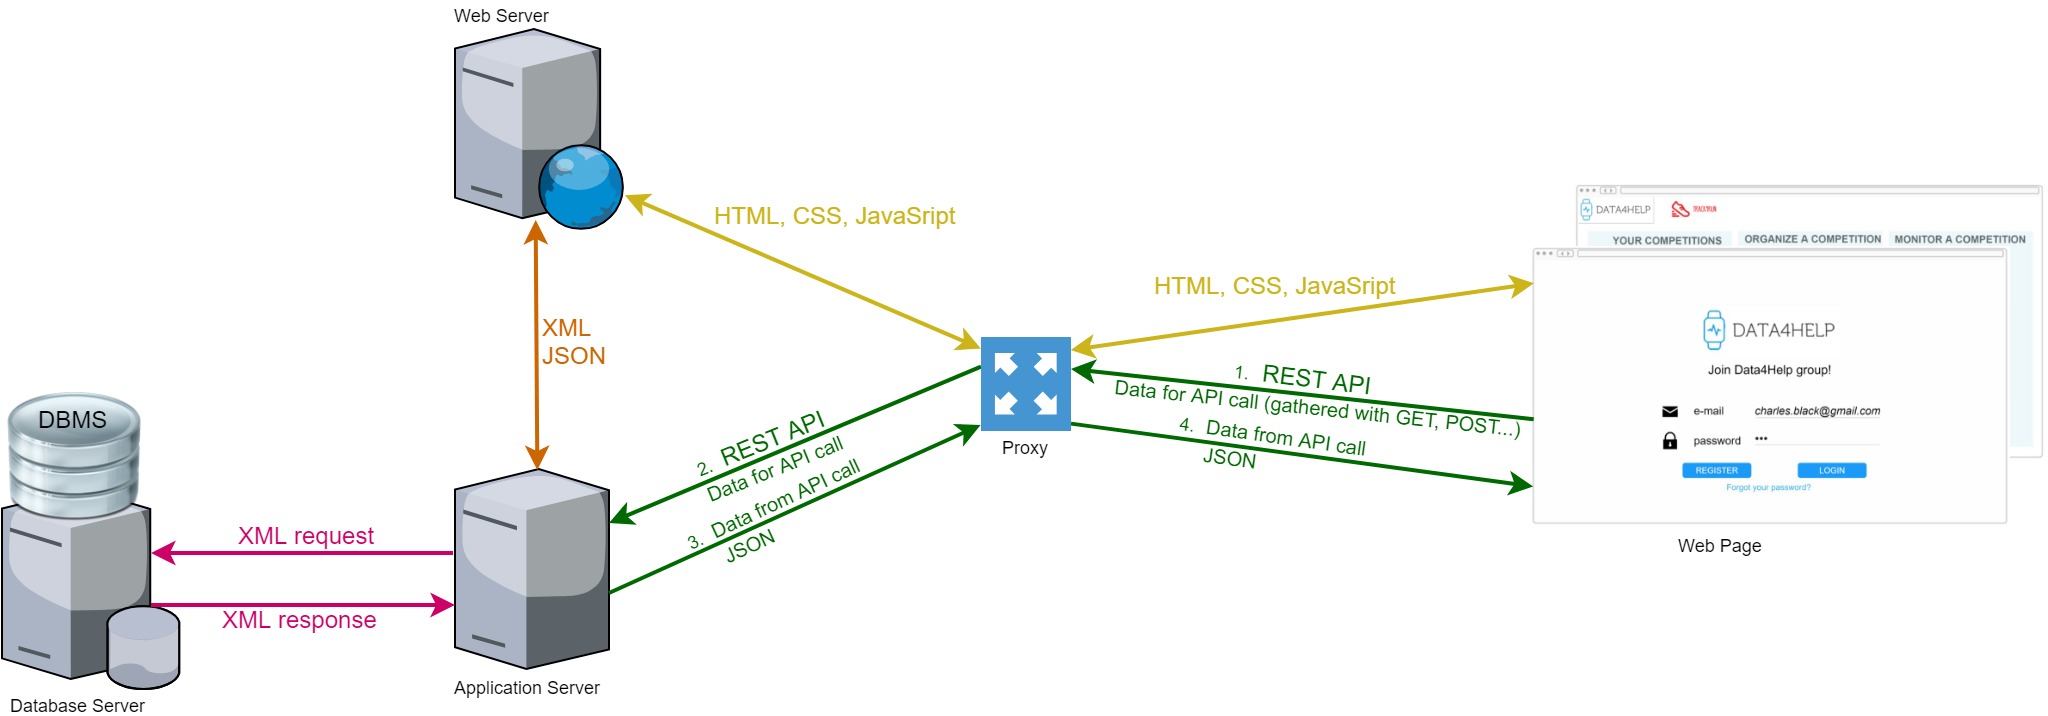 Web Server
HTML, CSS, JavaSript
XML
JSON
HTML, CSS, JavaSript
DATA4HELP
TRACK4RUN
YOUR COMPETITIONS
ORGANIZE A COMPETITION
MONITOR A COMPETITION
DATA4HELP
Join Data4Help group!
e-mail
charles.black@gmail.com
password
•••
REGISTER
LOGIN
Forgot your password?
Web Page
1. REST API
Data for API call (gathered with GET, POST...)
4. Data from API call
JSON
Proxy
2. REST API
Data for API call
3. Data from API call
JSON
DBMS
XML request
XML response
Application Server
Database Server